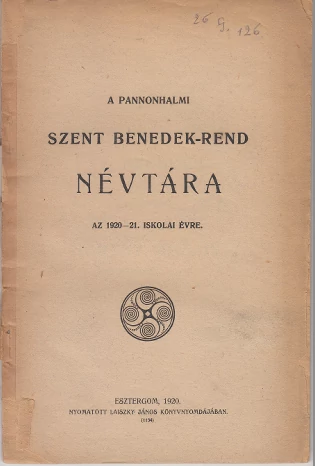 26 G. 126
A PANNONHALMI
SZENT BENEDEK-REND
NÉVTÁRA
AZ 1920—21. ISKOLAI ÉVRE.
ESZTERGOM, 1920.
NYOMATOTT LAISZKY JÁNOS KÖNYVNYOMDÁJÁBAN.